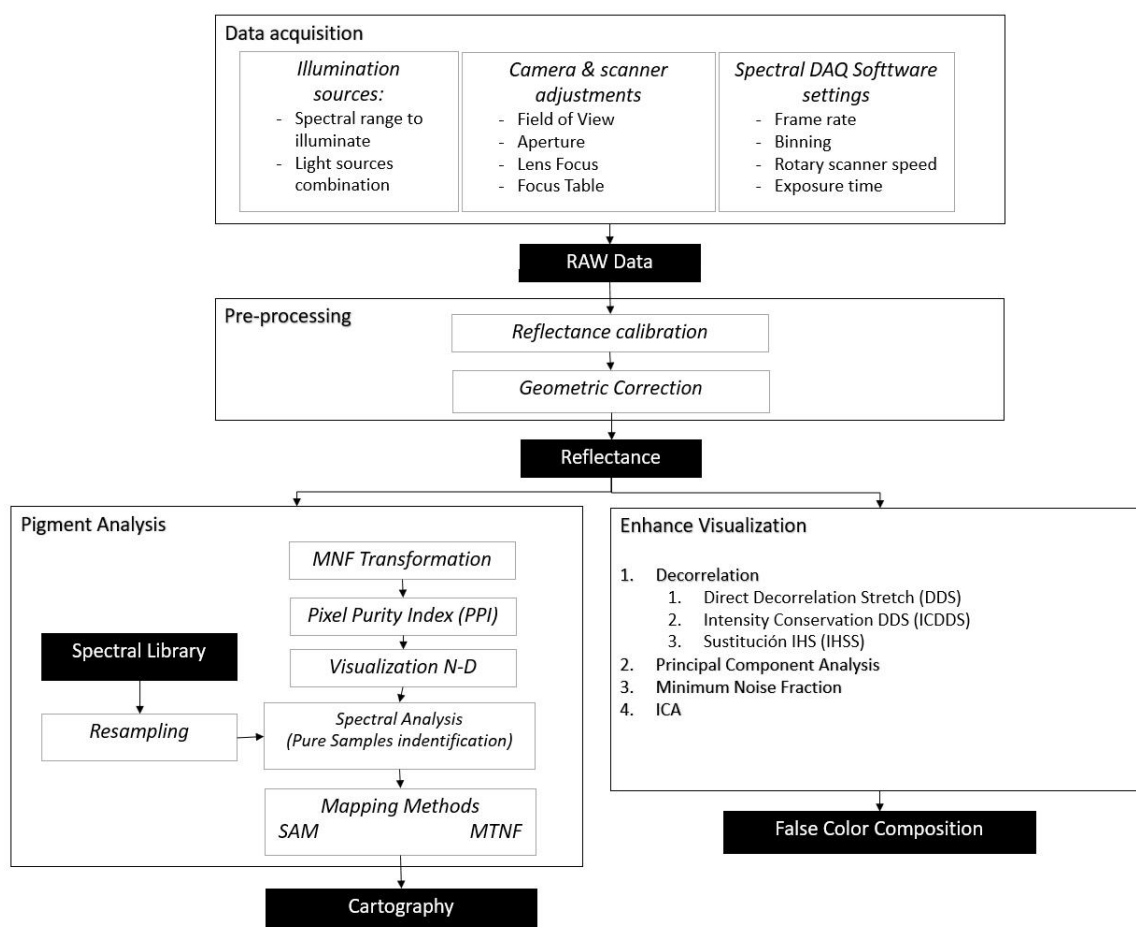 Data acquisition
Illumination
sources:
- Spectral range to
illuminate
- Light sources
combination
Camera & scanner
adjustments
- Field of View
- Aperture
- Lens Focus
- Focus Table
Spectral DAQ Softtware
settings
- Frame rate
- Binning
- Rotary scanner speed
- Exposure time
RAW Data
Pre-processing
Reflectance calibration
Geometric Correction
Reflectance
Pigment Analysis
MNF Transformation
Pixel Purity Index (PPI)
Spectral Library
Visualization N-D
Resampling
Spectral Analysis
(Pure Samples indentification)
Mapping Methods
SAM MTNF
Cartography
Enhance Visualization
1. Decorrelation
1. Direct Decorrelation Stretch (DDS)
2. Intensity Conservation DDS (ICDDS)
3. Sustitución IHS (IHSS)
2. Principal Component Analysis
3. Minimum Noise Fraction
4. ICA
False Color Composition